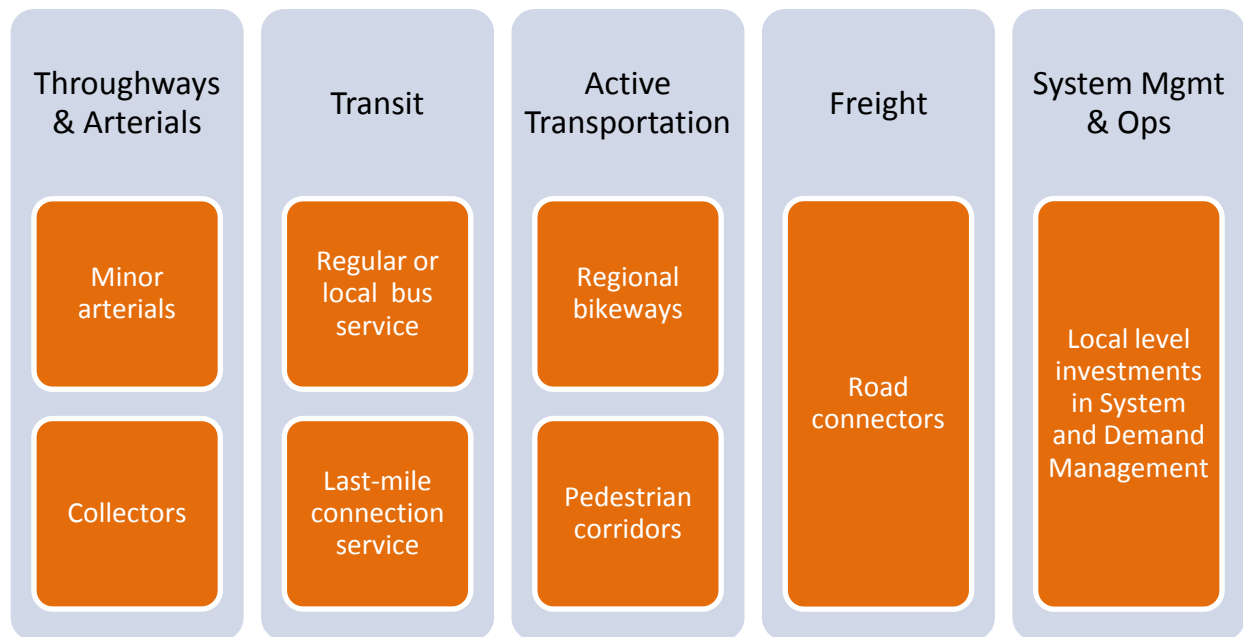 Throughways
& Arterials
Minor
arterials
Collectors
Transit
Regular or
local bus
service
Last-mile
connection
service
Active
Transportation
Regional
bikeways
Pedestrian
corridors
Freight
Road
connectors
System Mgmt
& Ops
Local level
investments
in System
and Demand
Management